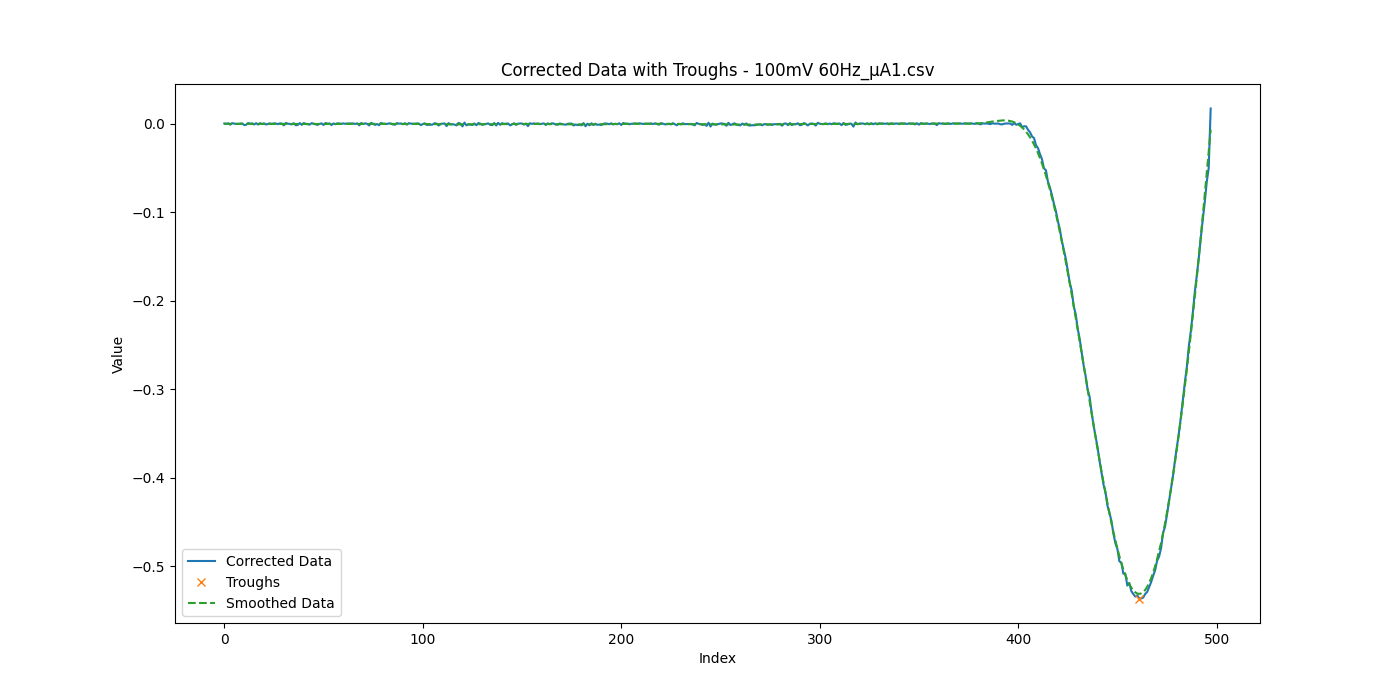 Corrected Data with Troughs - 100mV 60Hz_μA1.csv
Value
0.0
−0.1
−0.2
−0.3
−0.4
−0.5
Corrected Data
Troughs
Smoothed Data
0 100 200 300 400 500
Index